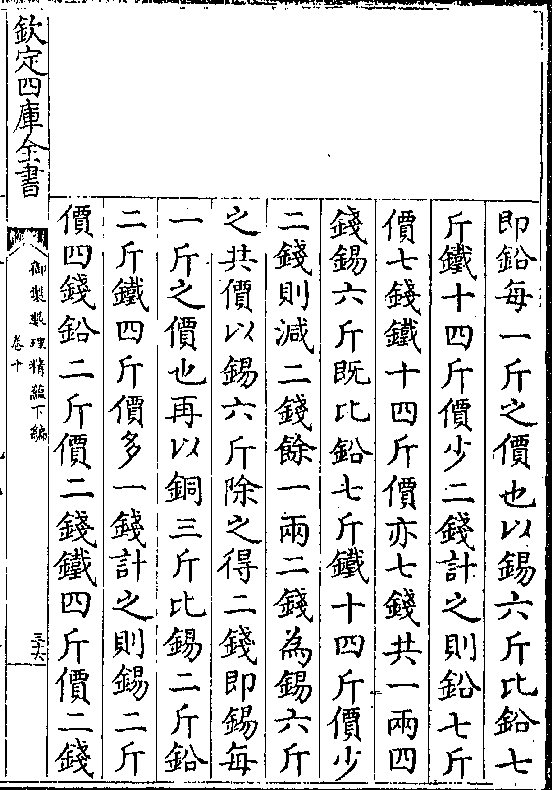 即鉛每一斤之價也以錫六斤比鉛七
斤鐵十四斤價少二錢計之則鉛七斤
價七錢鐵十四斤價亦七錢共一兩四
錢錫六斤既比鉛七斤鐵十四斤價少
二錢則減二錢餘一兩二錢為錫六斤
之共價以錫六斤除之得二錢即錫每
一斤之價也再以銅三斤比錫二斤鉛
二斤鐵四斤價多一錢計之則錫二斤
價四錢鉛二斤價二錢鐵四斤價二錢
欽定四庫全書
御製數理精蘊下編
卷十
三六